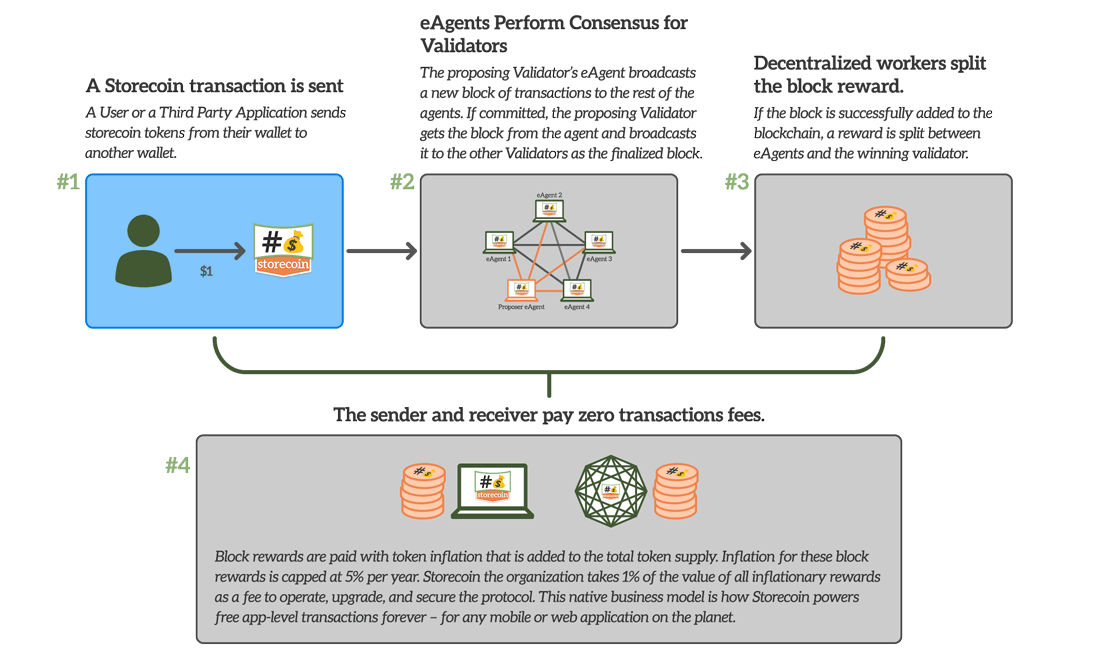 A Storecoin transaction is sent
A User or a Third Party Application sends
storecoin tokens from their wallet to
another wallet.
#1
$1
#$
storecoin
eAgents Perform Consensus for
Validators
The proposing Validator's eAgent broadcasts
a new block of transactions to the rest of the
agents. If committed, the proposing Validator
gets the block from the agent and broadcasts
it to the other Validators as the finalized block.
#2
eAgent 2
eAgent 1
eAgent 3
Proposer eAgent
eAgent 4
Decentralized workers split
the block reward.
If the block is successfully added to the
blockchain, a reward is split between
eAgents and the winning validator.
#3
The sender and receiver pay zero transactions fees.
#4
#$
storecoin
Block rewards are paid with token inflation that is added to the total token supply. Inflation for these block
rewards is capped at 5% per year. Storecoin the organization takes 1% of the value of all inflationary rewards
as a fee to operate, upgrade, and secure the protocol. This native business model is how Storecoin powers
free app-level transactions forever – for any mobile or web application on the planet.